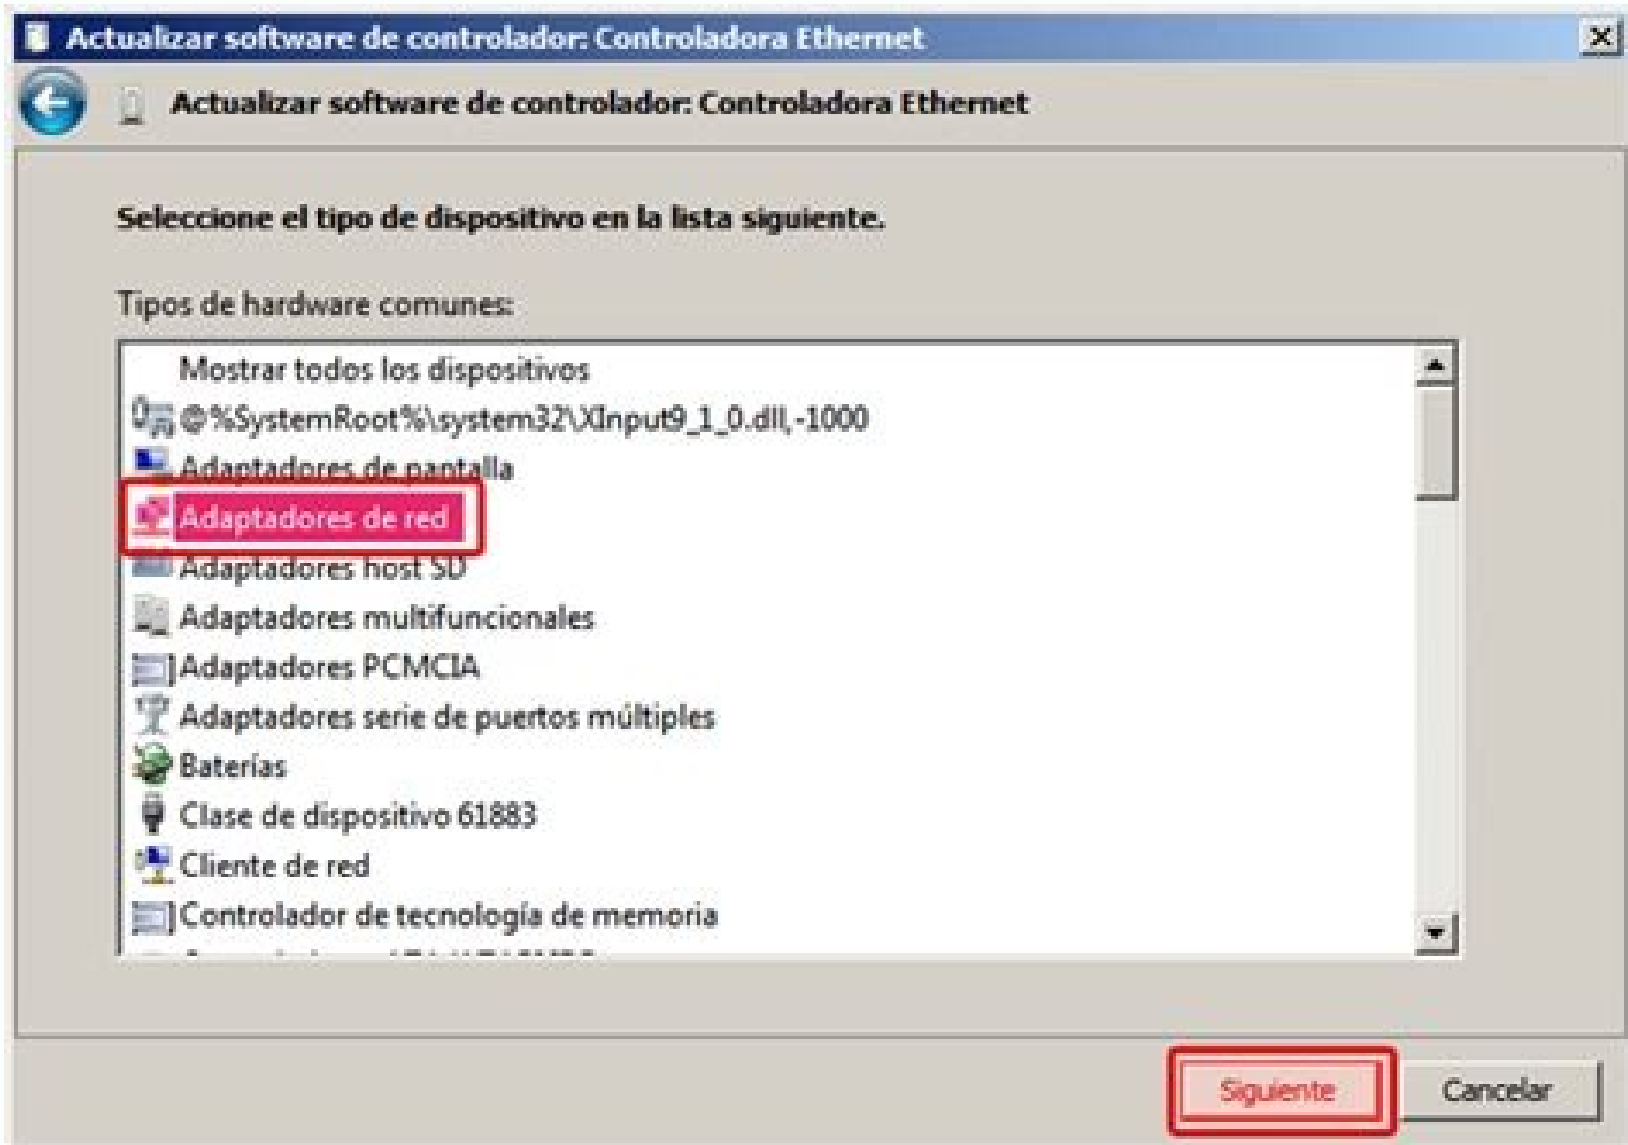 Actualizar software de controlador: Controladora Ethernet
Actualizar software de controlador: Controladora Ethernet
Seleccione el tipo de dispositivo en la lista siguiente.
Tipos de hardware comunes:
Mostrar todos los dispositivos
@%SystemRoot%\system32\XInput9_1_0.dll,-1000
Adaptadores de pantalla
Adaptadores de red
Adaptadores host SD
Adaptadores multifuncionales
Adaptadores PCMCIA
Adaptadores serie de puertos múltiples
Baterías
Clase de dispositivo 61883
Cliente de red
Controlador de tecnología de memoria
Siguiente
Cancelar